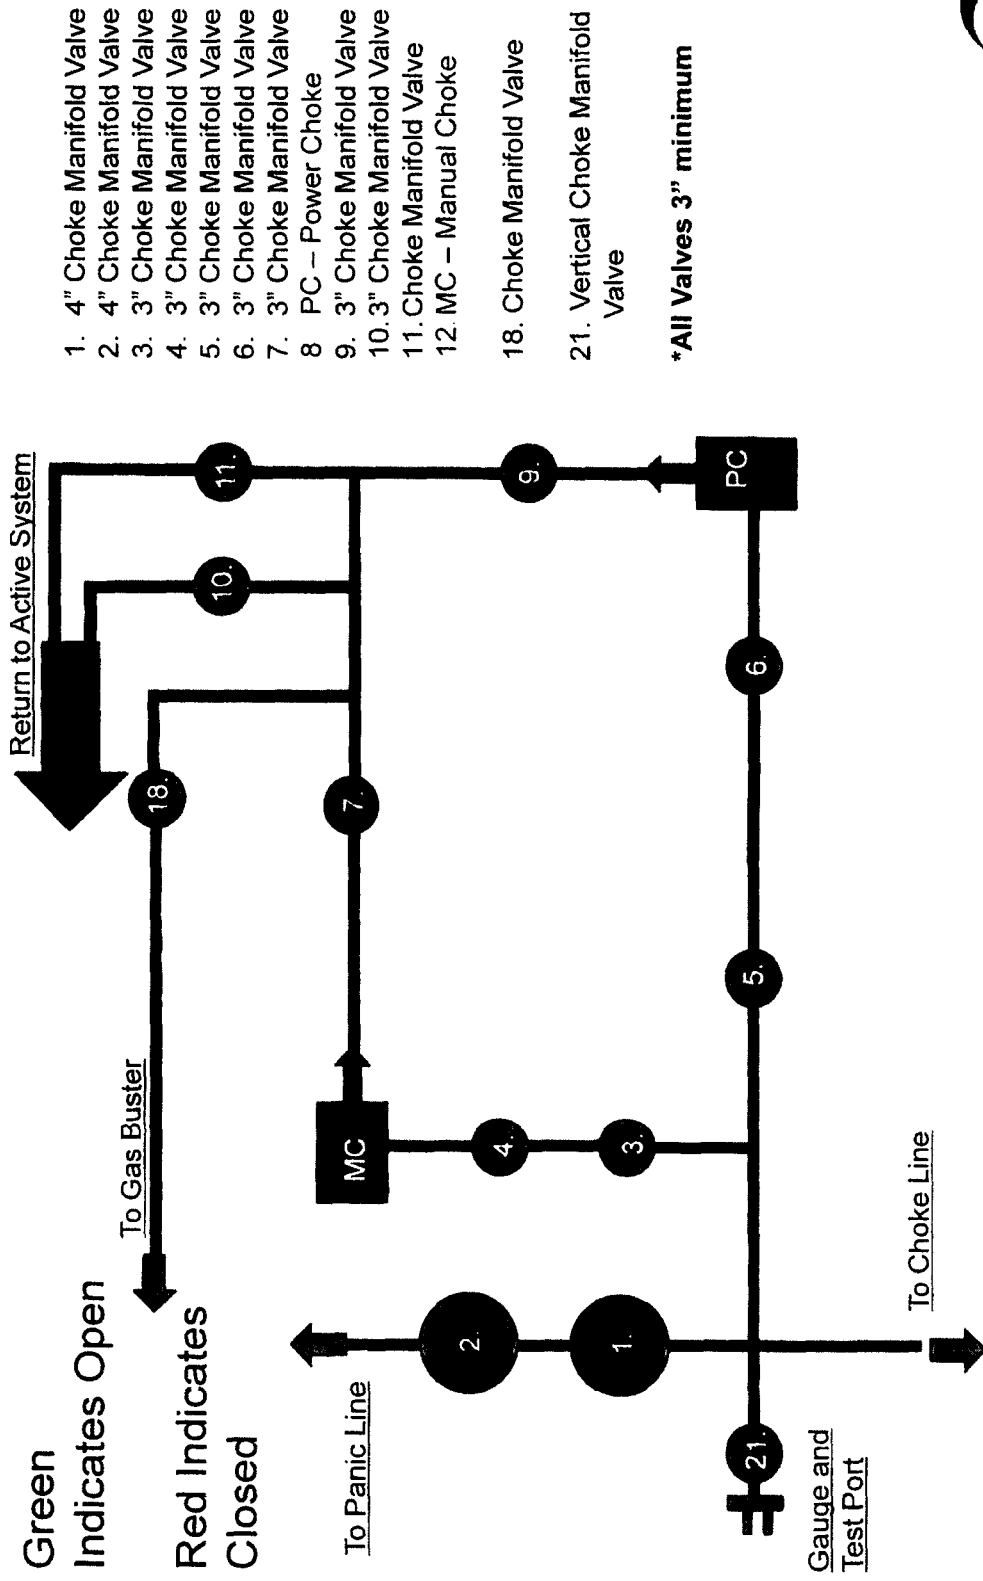 Green
Indicates Open
Red Indicates
Closed
To Gas Buster
Return to Active System
To Panic Line
Gauge and
Test Port
To Choke Line
18.
10.
11.
7.
MC
4.
3.
9.
2.
1.
21.
5.
6.
PC
1. 4" Choke Manifold Valve
2. 4" Choke Manifold Valve
3. 3" Choke Manifold Valve
4. 3" Choke Manifold Valve
5. 3" Choke Manifold Valve
6. 3" Choke Manifold Valve
7. 3" Choke Manifold Valve
8 PC – Power Choke
9. 3" Choke Manifold Valve
10. 3" Choke Manifold Valve
11. Choke Manifold Valve
12. MC – Manual Choke
18. Choke Manifold Valve
21. Vertical Choke Manifold
Valve
*All Valves 3" minimum